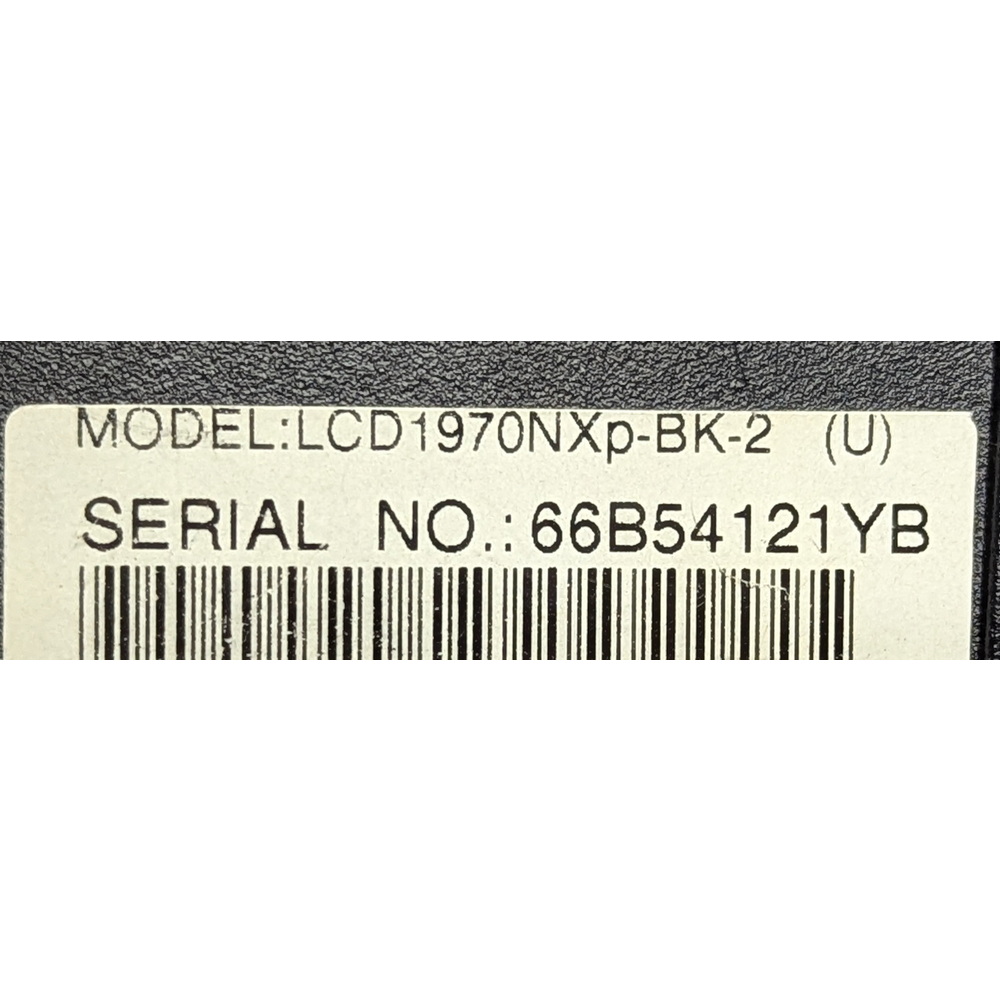 MODEL:LCD1970NXp-BK-2 (U)
SERIAL NO.:66B54121YB